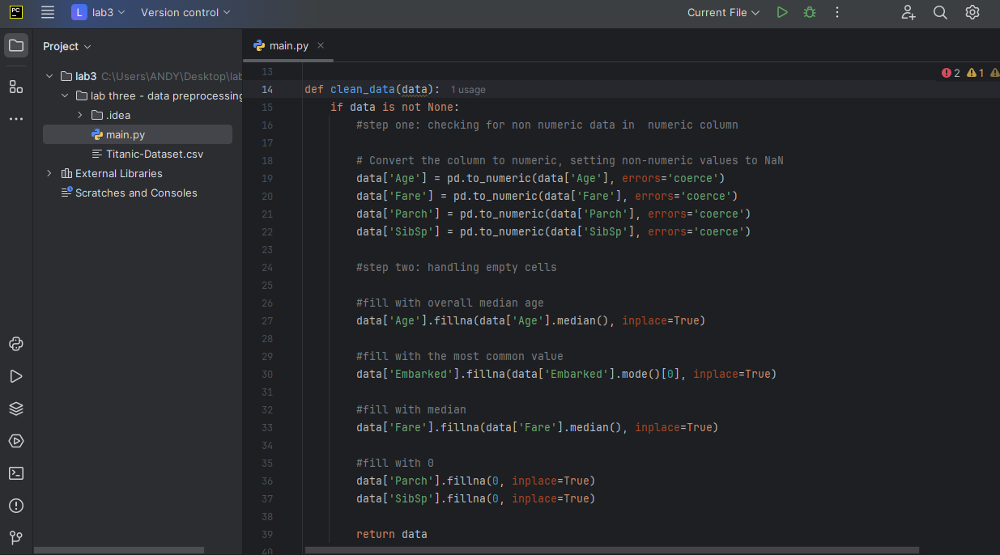 PC L lab3 Version control Current File
Project
main.py
lab3 C:\Users\ANDY\Desktop\lab
lab three - data preprocessing
.idea
main.py
Titanic-Dataset.csv
External Libraries
Scratches and Consoles
2 1
13
14 def clean_data(data): 1 usage
15 if data is not None:
16 #step one: checking for non numeric data in  numeric column
17
18 # Convert the column to numeric, setting non-numeric values to NaN
19 data['Age'] = pd.to_numeric(data['Age'], errors='coerce')
20 data['Fare'] = pd.to_numeric(data['Fare'], errors='coerce')
21 data['Parch'] = pd.to_numeric(data['Parch'], errors='coerce')
22 data['SibSp'] = pd.to_numeric(data['SibSp'], errors='coerce')
23
24 #step two: handling empty cells
25
26 #fill with overall median age
27 data['Age'].fillna(data['Age'].median(), inplace=True)
28
29 #fill with the most common value
30 data['Embarked'].fillna(data['Embarked'].mode()[0], inplace=True)
31
32 #fill with median
33 data['Fare'].fillna(data['Fare'].median(), inplace=True)
34
35 #fill with 0
36 data['Parch'].fillna(0, inplace=True)
37 data['SibSp'].fillna(0, inplace=True)
38
39 return data
40